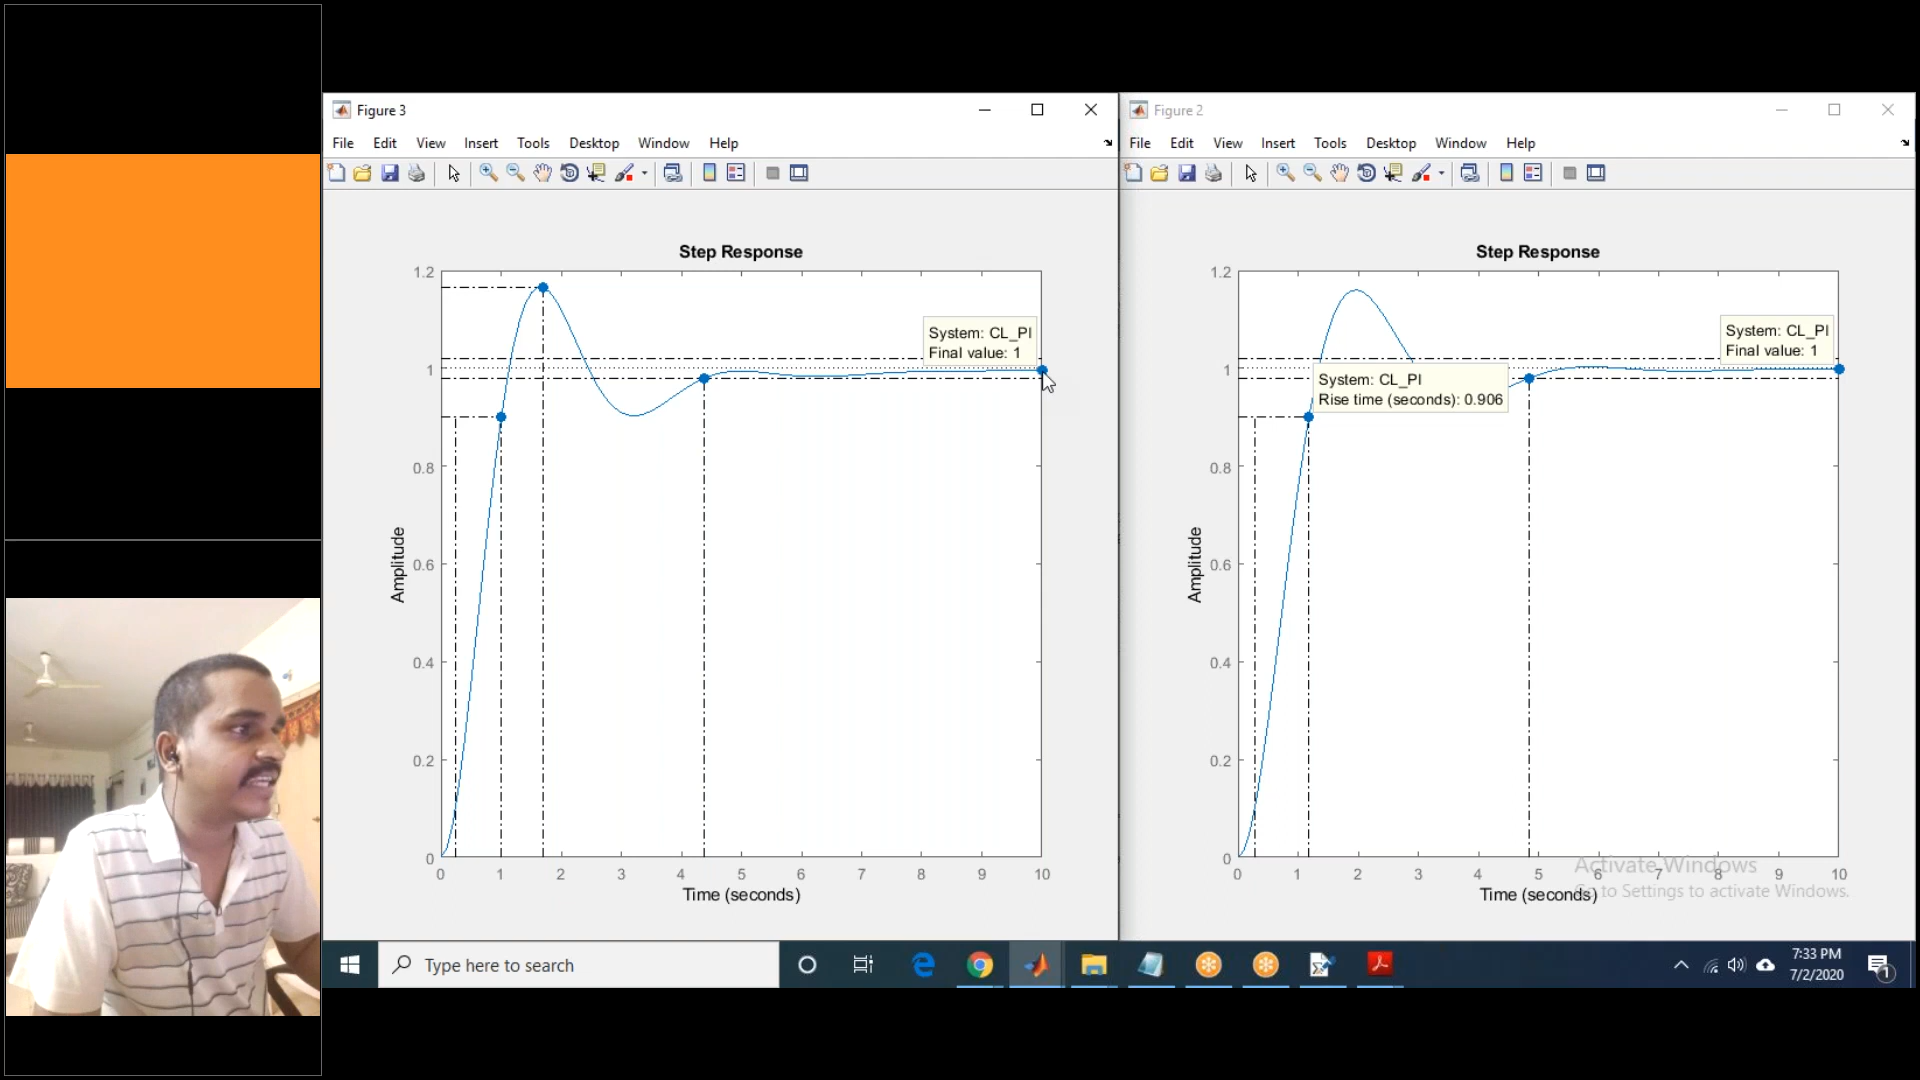 Figure 3
File Edit View Insert Tools Desktop Window Help
Step Response
1.2
1
0.8
0.6
0.4
0.2
0
Amplitude
System: CL_PI
Final value: 1
0 1 2 3 4 5 6 7 8 9 10
Time (seconds)
Figure 2
File Edit View Insert Tools Desktop Window Help
Step Response
1.2
1
0.8
0.6
0.4
0.2
0
Amplitude
System: CL_PI
Final value: 1
System: CL_PI
Rise time (seconds): 0.906
0 1 2 3 4 5 6 7 8 9 10
Time (seconds)
Activate Windows
Go to Settings to activate Windows.
Type here to search
7:33 PM
7/2/2020
1